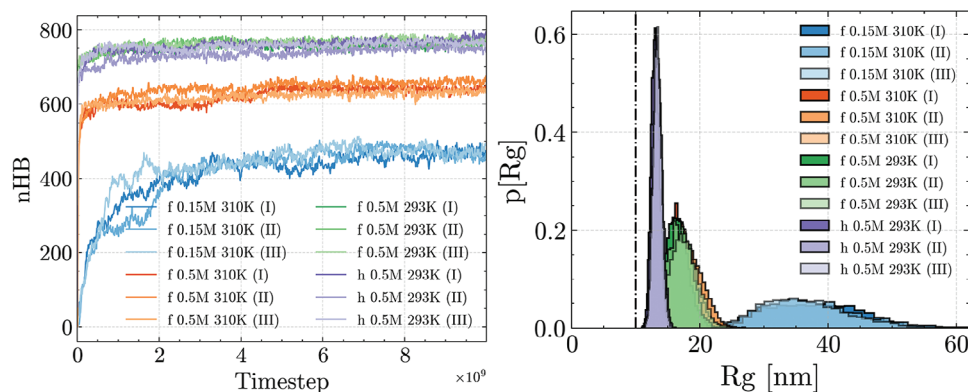 800
600
400
200
0
nHB
f 0.15M 310K (I)
f 0.15M 310K (II)
f 0.15M 310K (III)
f 0.5M 310K (I)
f 0.5M 310K (II)
f 0.5M 310K (III)
f 0.5M 293K (I)
f 0.5M 293K (II)
f 0.5M 293K (III)
h 0.5M 293K (I)
h 0.5M 293K (II)
h 0.5M 293K (III)
0 2 4 6 8
×10⁹
Timestep
0.6
0.4
0.2
0.0
p[Rg]
f 0.15M 310K (I)
f 0.15M 310K (II)
f 0.15M 310K (III)
f 0.5M 310K (I)
f 0.5M 310K (II)
f 0.5M 310K (III)
f 0.5M 293K (I)
f 0.5M 293K (II)
f 0.5M 293K (III)
h 0.5M 293K (I)
h 0.5M 293K (II)
h 0.5M 293K (III)
0 20 40 60
Rg [nm]